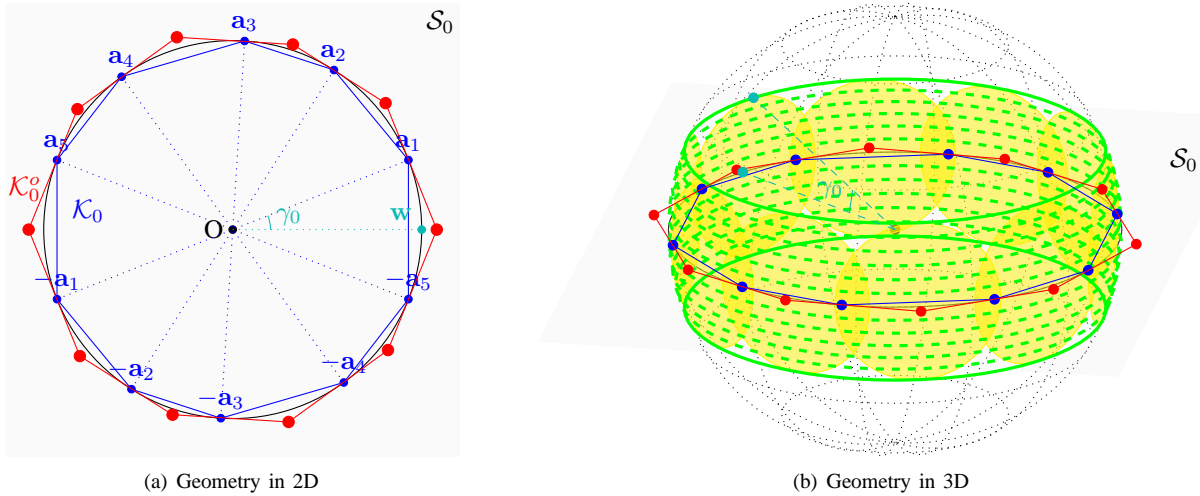 S₀
a₃
a₂
a₄
a₁
a₅
𝒦₀ᵒ
𝒦₀
O
γ₀
w
−a₁
−a₅
−a₂
−a₄
−a₃
(a) Geometry in 2D
S₀
γ₀
(b) Geometry in 3D